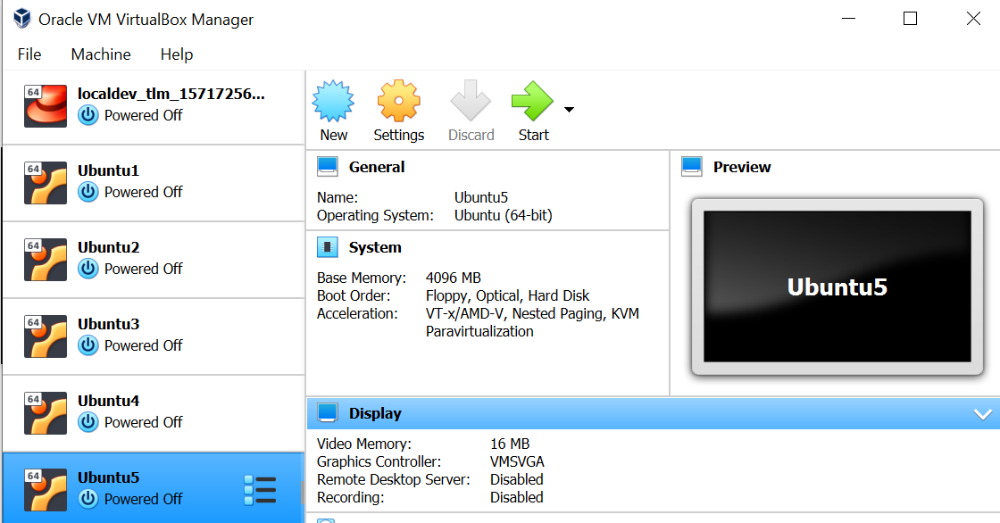 Oracle VM VirtualBox Manager
File Machine Help
64 localdev_tlm_15717256...
Powered Off
64 Ubuntu1
Powered Off
64 Ubuntu2
Powered Off
64 Ubuntu3
Powered Off
64 Ubuntu4
Powered Off
64 Ubuntu5
Powered Off
New Settings Discard Start
General
Name: Ubuntu5
Operating System: Ubuntu (64-bit)
System
Base Memory: 4096 MB
Boot Order: Floppy, Optical, Hard Disk
Acceleration: VT-x/AMD-V, Nested Paging, KVM
Paravirtualization
Preview
Ubuntu5
Display
Video Memory: 16 MB
Graphics Controller: VMSVGA
Remote Desktop Server: Disabled
Recording: Disabled